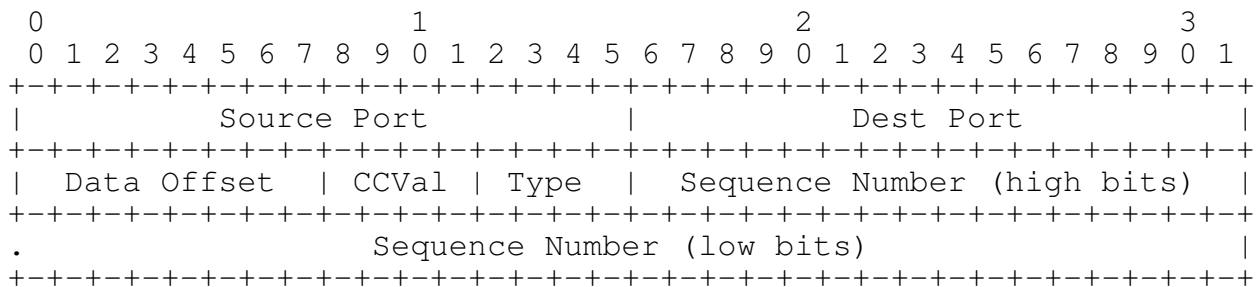 0                   1                   2                   3
 0 1 2 3 4 5 6 7 8 9 0 1 2 3 4 5 6 7 8 9 0 1 2 3 4 5 6 7 8 9 0 1
+-+-+-+-+-+-+-+-+-+-+-+-+-+-+-+-+-+-+-+-+-+-+-+-+-+-+-+-+-+-+-+-+
|          Source Port          |           Dest Port           |
+-+-+-+-+-+-+-+-+-+-+-+-+-+-+-+-+-+-+-+-+-+-+-+-+-+-+-+-+-+-+-+-+
|  Data Offset  | CCVal | Type  |  Sequence Number (high bits)  |
+-+-+-+-+-+-+-+-+-+-+-+-+-+-+-+-+-+-+-+-+-+-+-+-+-+-+-+-+-+-+-+-+
.                  Sequence Number (low bits)                   |
+-+-+-+-+-+-+-+-+-+-+-+-+-+-+-+-+-+-+-+-+-+-+-+-+-+-+-+-+-+-+-+-+